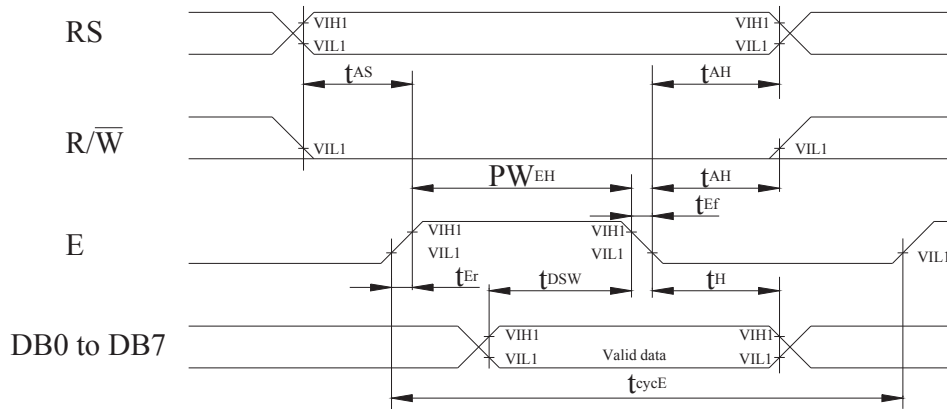 RS
VIH1 VIH1
VIL1 VIL1
tAS tAH
R/W̅
VIL1 VIL1
PWEH tAH
tEf
E
VIH1 VIH1
VIL1 VIL1 VIL1
tEr tDSW tH
DB0 to DB7
VIH1 VIH1
VIL1 Valid data VIL1
tcycE